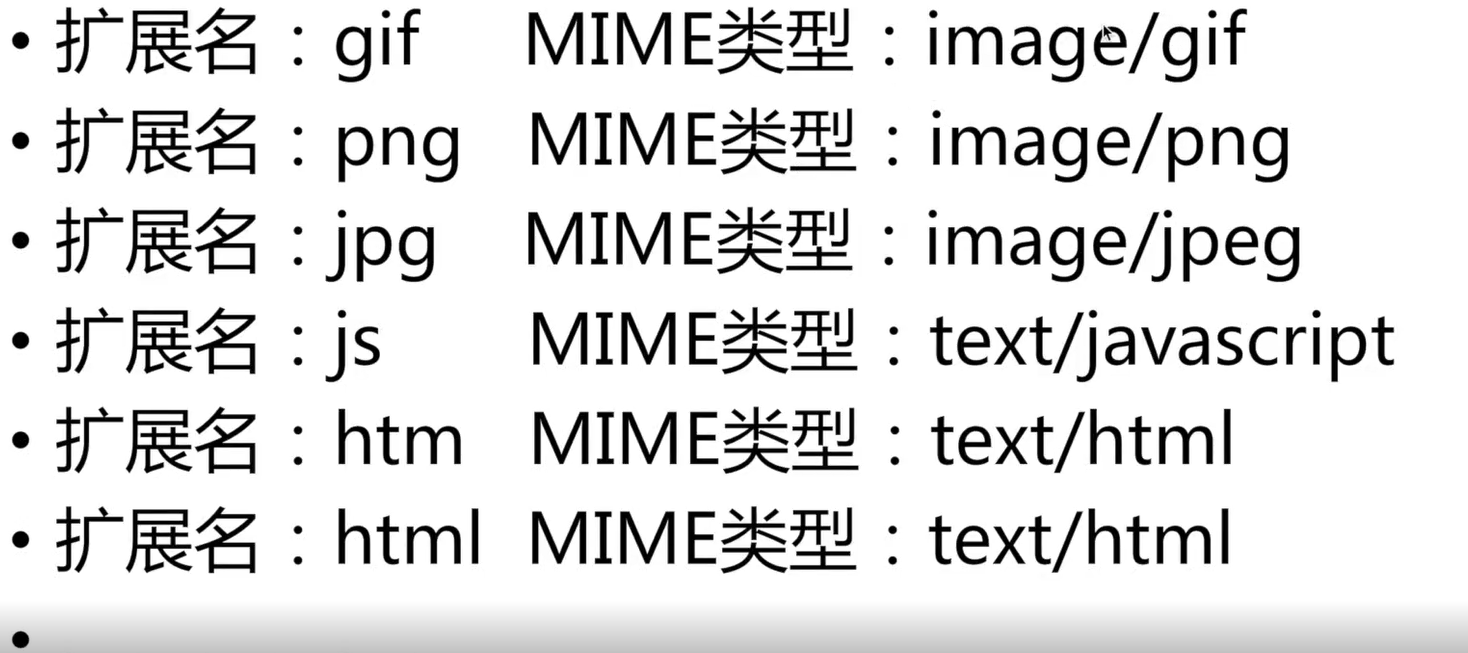 • 扩展名：gif MIME类型：image/gif
• 扩展名：png MIME类型：image/png
• 扩展名：jpg MIME类型：image/jpeg
• 扩展名：js MIME类型：text/javascript
• 扩展名：htm MIME类型：text/html
• 扩展名：html MIME类型：text/html
•